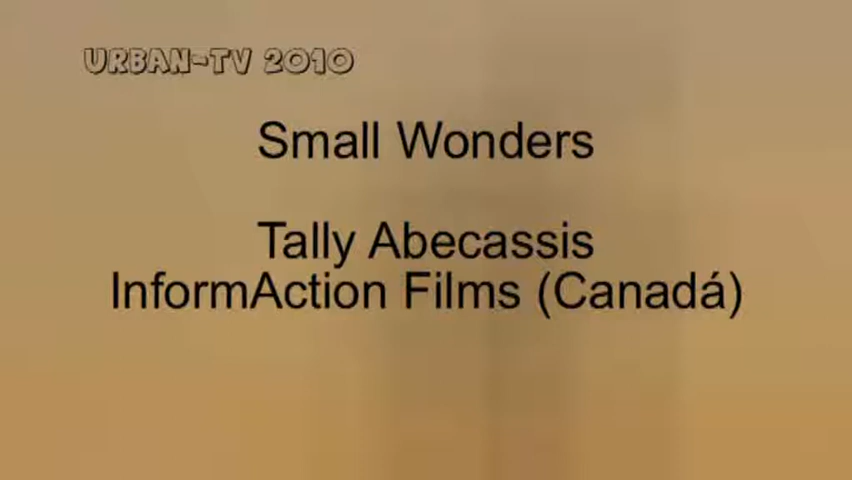 URBAN-TV 2010
Small Wonders
Tally Abecassis
InformAction Films (Canadá)